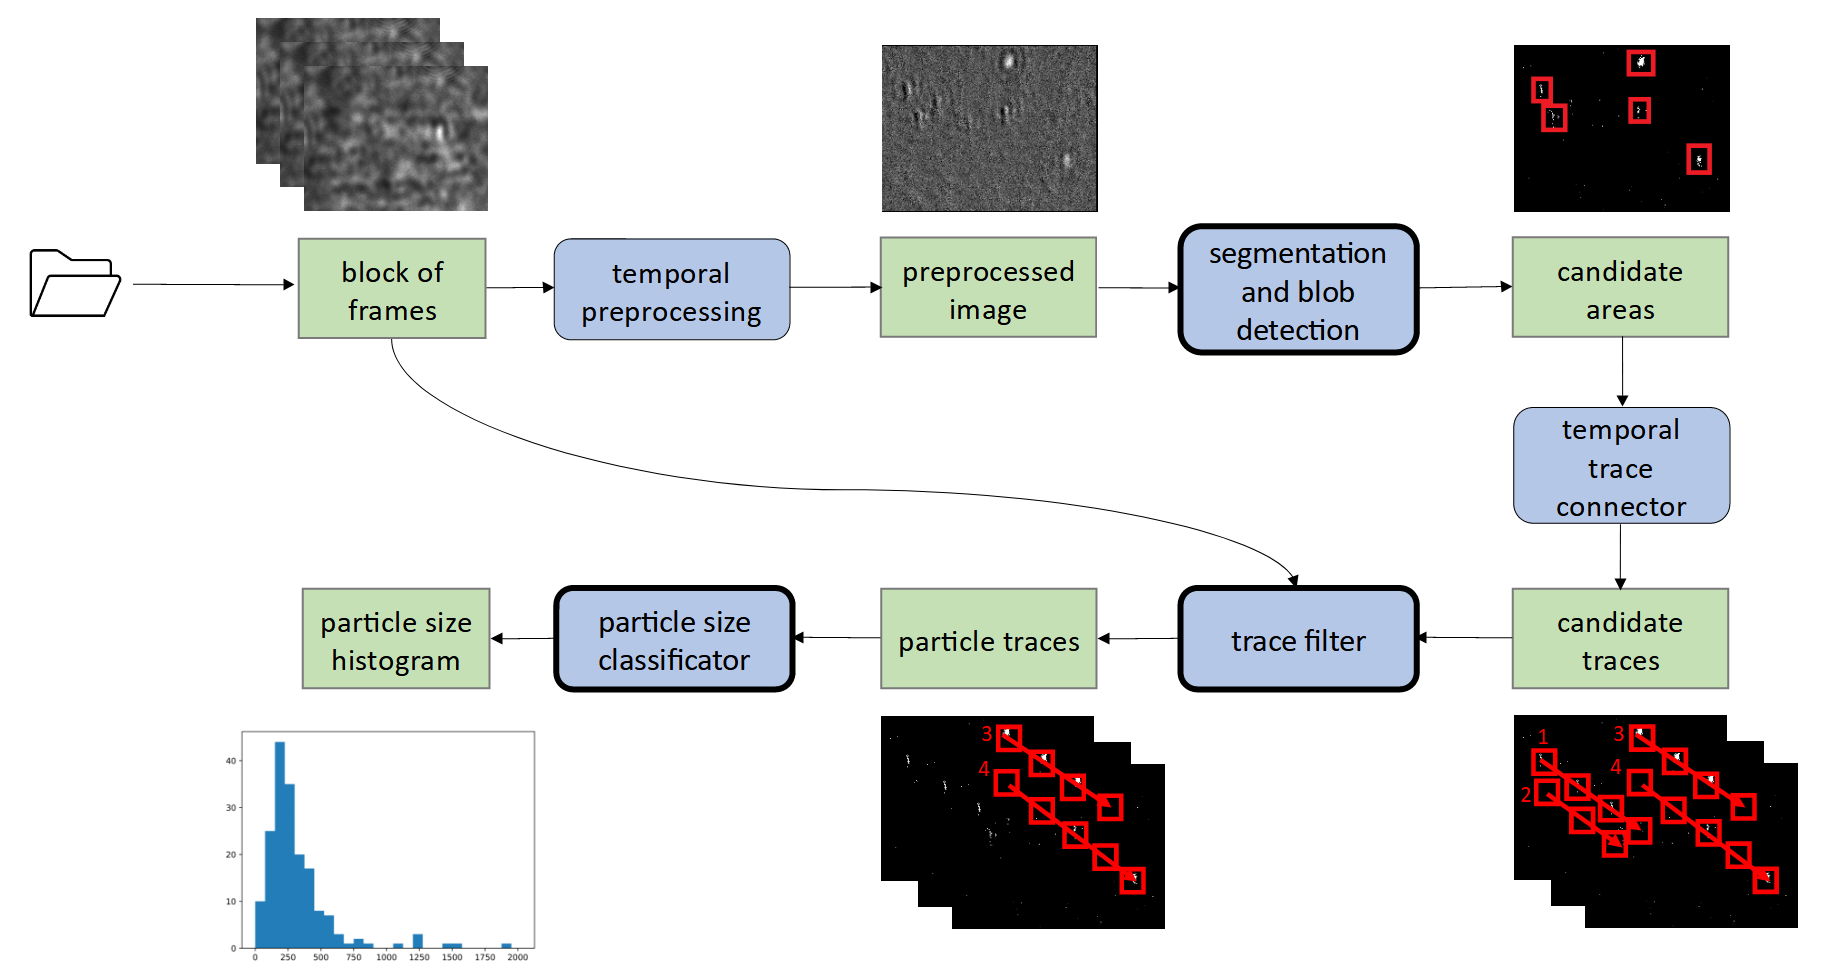 block of
frames
temporal
preprocessing
preprocessed
image
segmentation
and blob
detection
candidate
areas
temporal
trace
connector
particle size
histogram
particle size
classificator
particle traces
trace filter
candidate
traces
3
4
1
2
3
4
40
30
20
10
0
0 250 500 750 1000 1250 1500 1750 2000